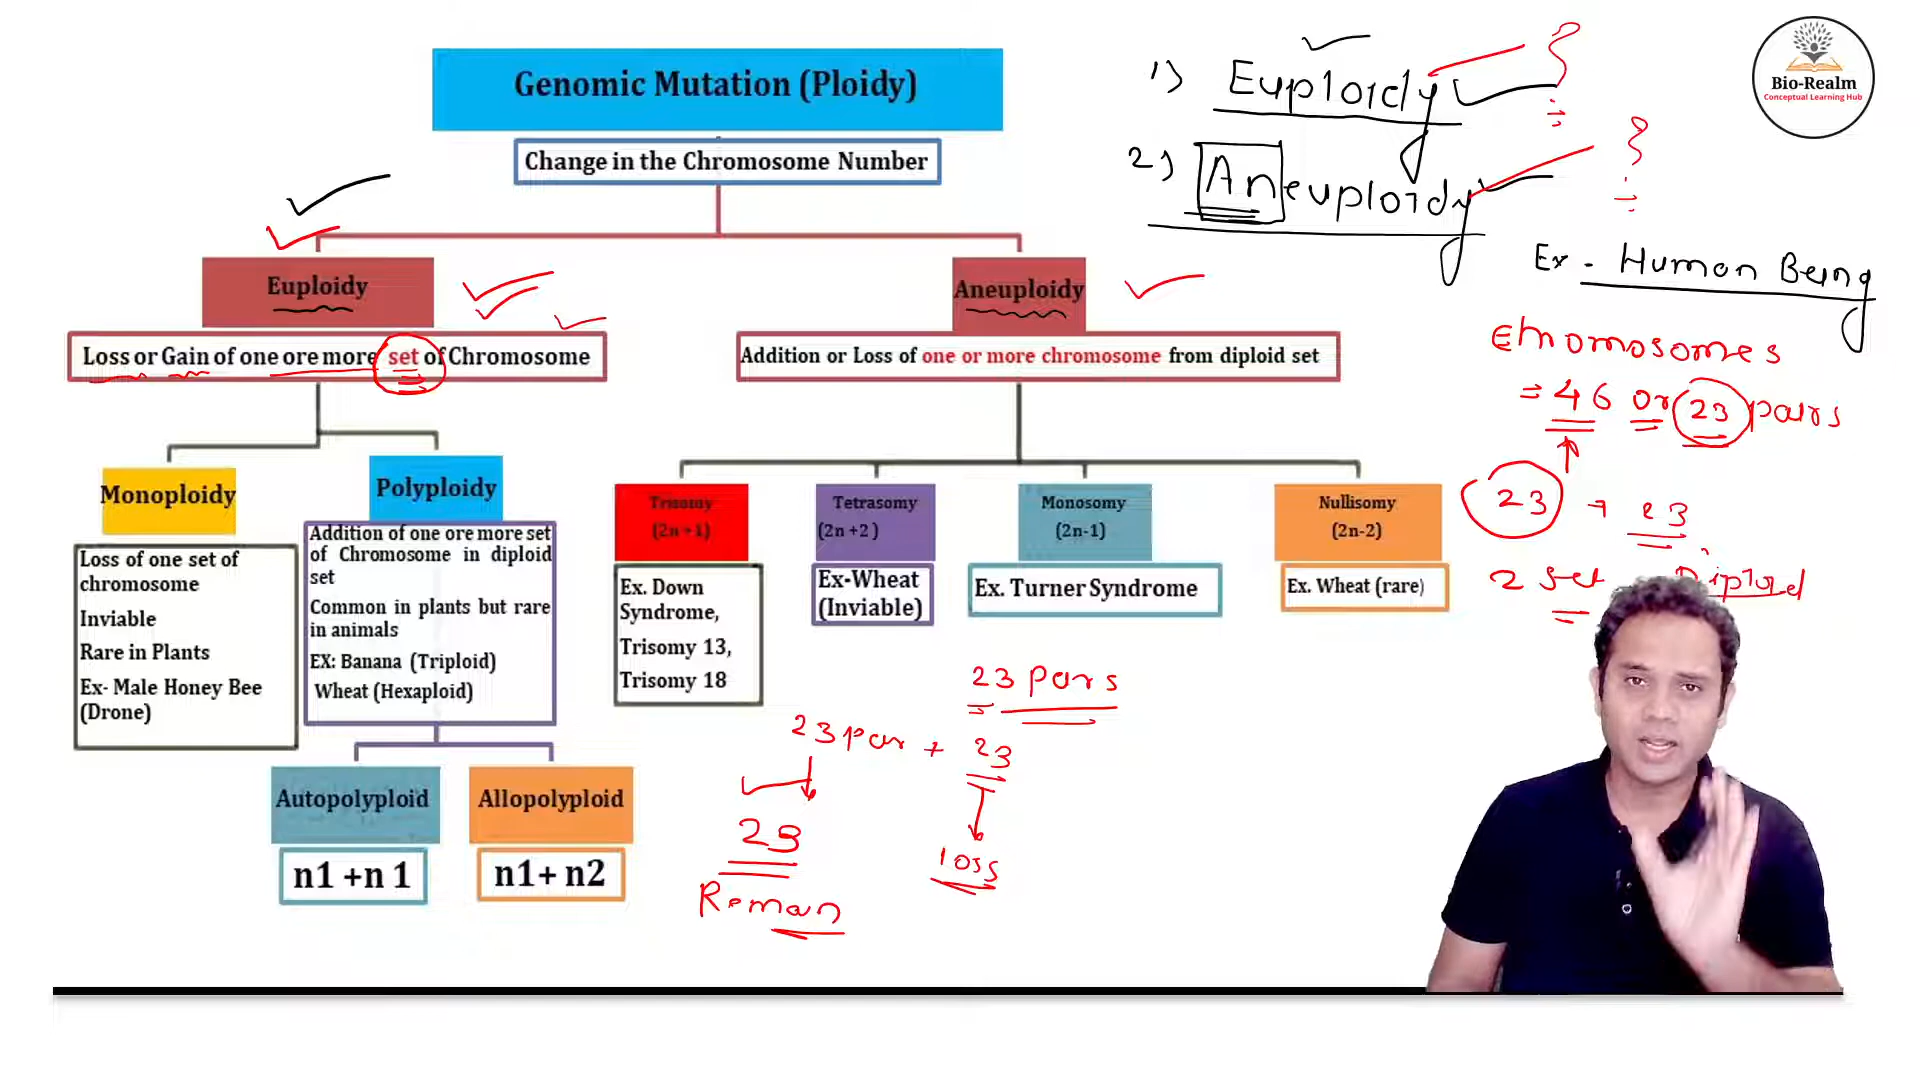 Genomic Mutation (Ploidy)
Change in the Chromosome Number
1) Euploidy
2) Aneuploidy
Bio-Realm
Conceptual Learning Hub
Ex - Human Being
Chromosomes
= 46 or 23 pairs
23 + 23
2 set Diploid
Euploidy
Loss or Gain of one ore more set of Chromosome
Aneuploidy
Addition or Loss of one or more chromosome from diploid set
Monoploidy
Loss of one set of
chromosome
Inviable
Rare in Plants
Ex- Male Honey Bee
(Drone)
Polyploidy
Addition of one ore more set
of Chromosome in diploid
set
Common in plants but rare
in animals
EX: Banana (Triploid)
Wheat (Hexaploid)
Autopolyploid
n1 +n 1
Allopolyploid
n1+ n2
Trisomy
(2n +1)
Ex. Down
Syndrome,
Trisomy 13,
Trisomy 18
Tetrasomy
(2n +2 )
Ex-Wheat
(Inviable)
Monosomy
(2n-1)
Ex. Turner Syndrome
Nullisomy
(2n-2)
Ex. Wheat (rare)
23 Pars
23 par + 23
23
loss
Reman